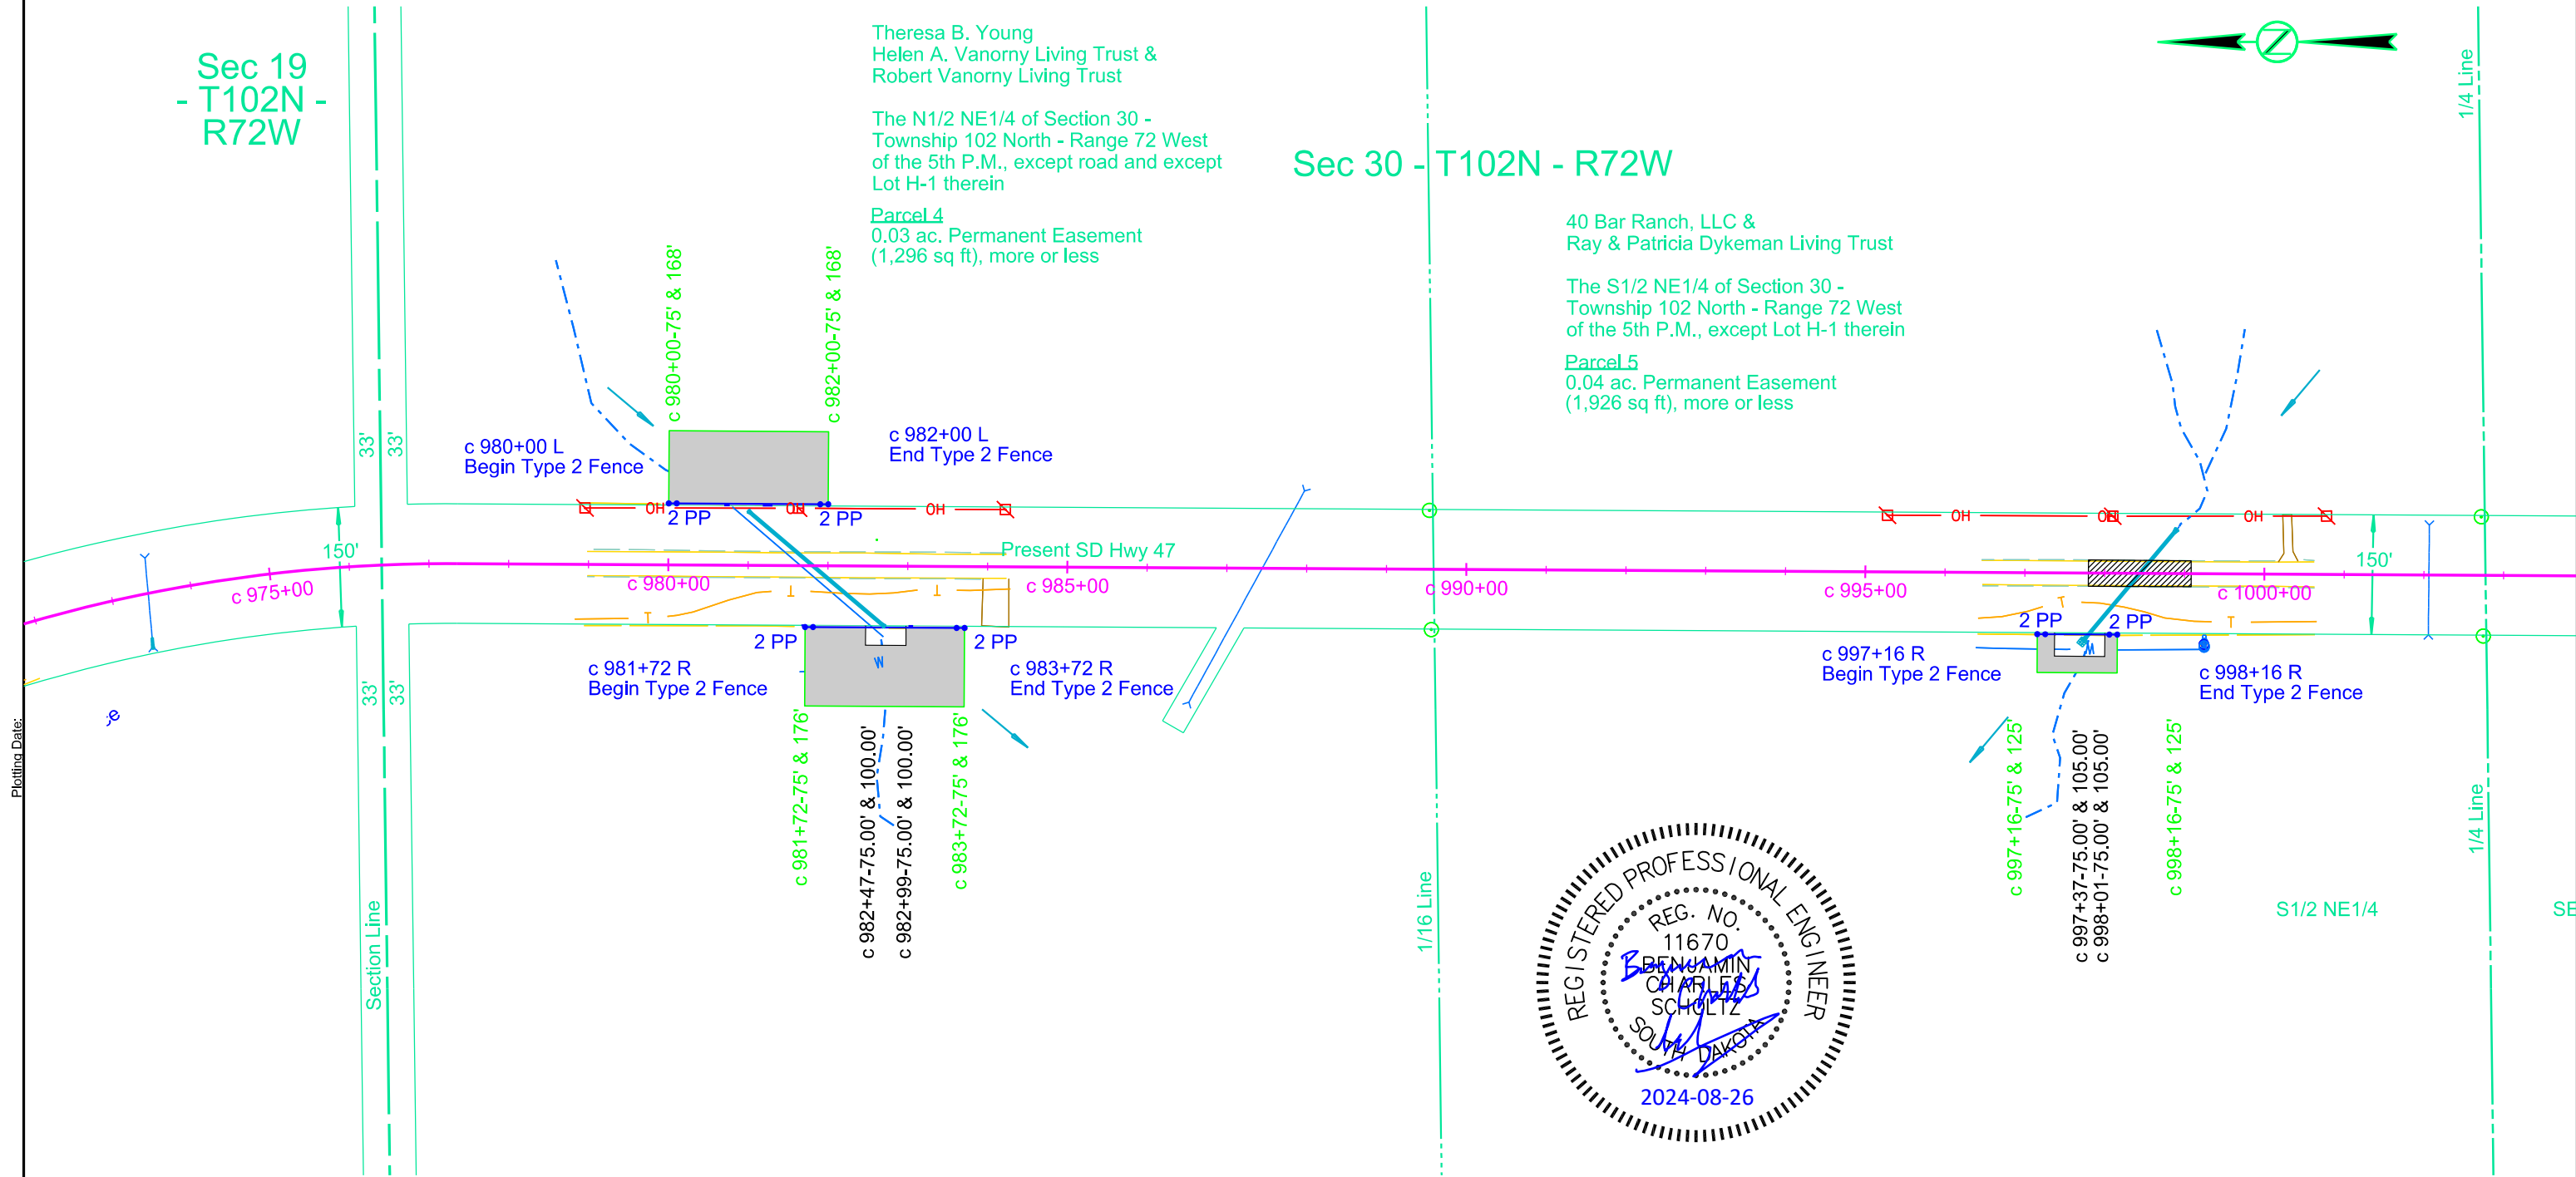 Sec 19
- T102N -
R72W
Theresa B. Young
Helen A. Vanorny Living Trust &
Robert Vanorny Living Trust
The N1/2 NE1/4 of Section 30 -
Township 102 North - Range 72 West
of the 5th P.M., except road and except
Lot H-1 therein
Parcel 4
0.03 ac. Permanent Easement
(1,296 sq ft), more or less
Sec 30 - T102N - R72W
40 Bar Ranch, LLC &
Ray & Patricia Dykeman Living Trust
The S1/2 NE1/4 of Section 30 -
Township 102 North - Range 72 West
of the 5th P.M., except Lot H-1 therein
Parcel 5
0.04 ac. Permanent Easement
(1,926 sq ft), more or less
Z
1/4 Line
33'
33'
c 980+00-75' & 168'
c 982+00-75' & 168'
c 980+00 L
Begin Type 2 Fence
c 982+00 L
End Type 2 Fence
OH
OH
OH
2 PP
2 PP
OH
OH
OH
150'
Present SD Hwy 47
150'
c 975+00
c 980+00
c 985+00
c 990+00
c 995+00
c 1000+00
T
T
T
T
T
2 PP
2 PP
2 PP
2 PP
W
W
c 981+72 R
Begin Type 2 Fence
c 983+72 R
End Type 2 Fence
c 997+16 R
Begin Type 2 Fence
c 998+16 R
End Type 2 Fence
33'
33'
c 981+72-75' & 176'
c 982+47-75.00' & 100.00'
c 982+99-75.00' & 100.00'
c 983+72-75' & 176'
c 997+16-75' & 125'
c 997+37-75.00' & 105.00'
c 998+01-75.00' & 105.00'
c 998+16-75' & 125'
Plotting Date:
Section Line
1/16 Line
1/4 Line
S1/2 NE1/4
SE
REGISTERED PROFESSIONAL ENGINEER
REG. NO.
11670
BENJAMIN
CHARLES
SCHOLTZ
SOUTH DAKOTA
2024-08-26